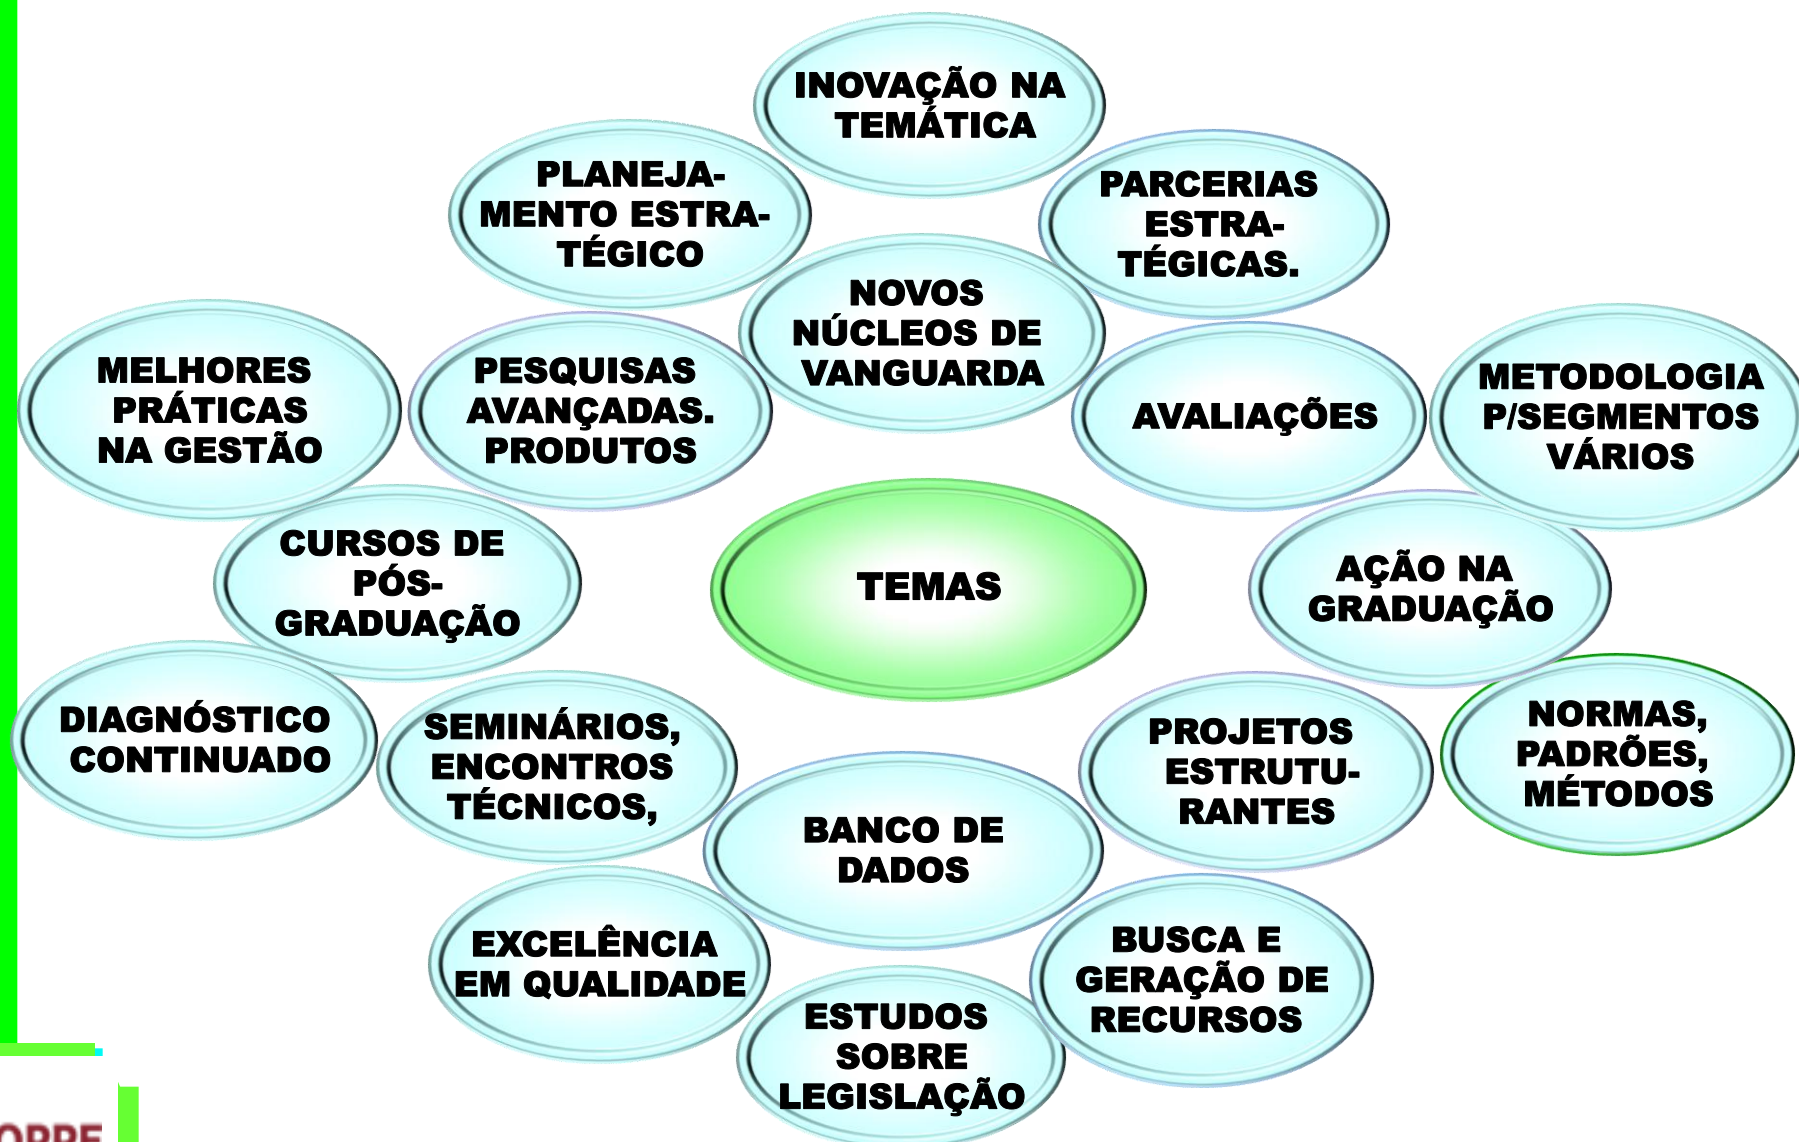 INOVAÇÃO NA
TEMÁTICA
PLANEJA-
MENTO ESTRA-
TÉGICO
PARCERIAS
ESTRA-
TÉGICAS.
NOVOS
NÚCLEOS DE
VANGUARDA
MELHORES
PRÁTICAS
NA GESTÃO
PESQUISAS
AVANÇADAS.
PRODUTOS
AVALIAÇÕES
METODOLOGIA
P/SEGMENTOS
VÁRIOS
CURSOS DE
PÓS-
GRADUAÇÃO
TEMAS
AÇÃO NA
GRADUAÇÃO
DIAGNÓSTICO
CONTINUADO
SEMINÁRIOS,
ENCONTROS
TÉCNICOS,
PROJETOS
ESTRUTU-
RANTES
NORMAS,
PADRÕES,
MÉTODOS
BANCO DE
DADOS
EXCELÊNCIA
EM QUALIDADE
BUSCA E
GERAÇÃO DE
RECURSOS
ESTUDOS
SOBRE
LEGISLAÇÃO